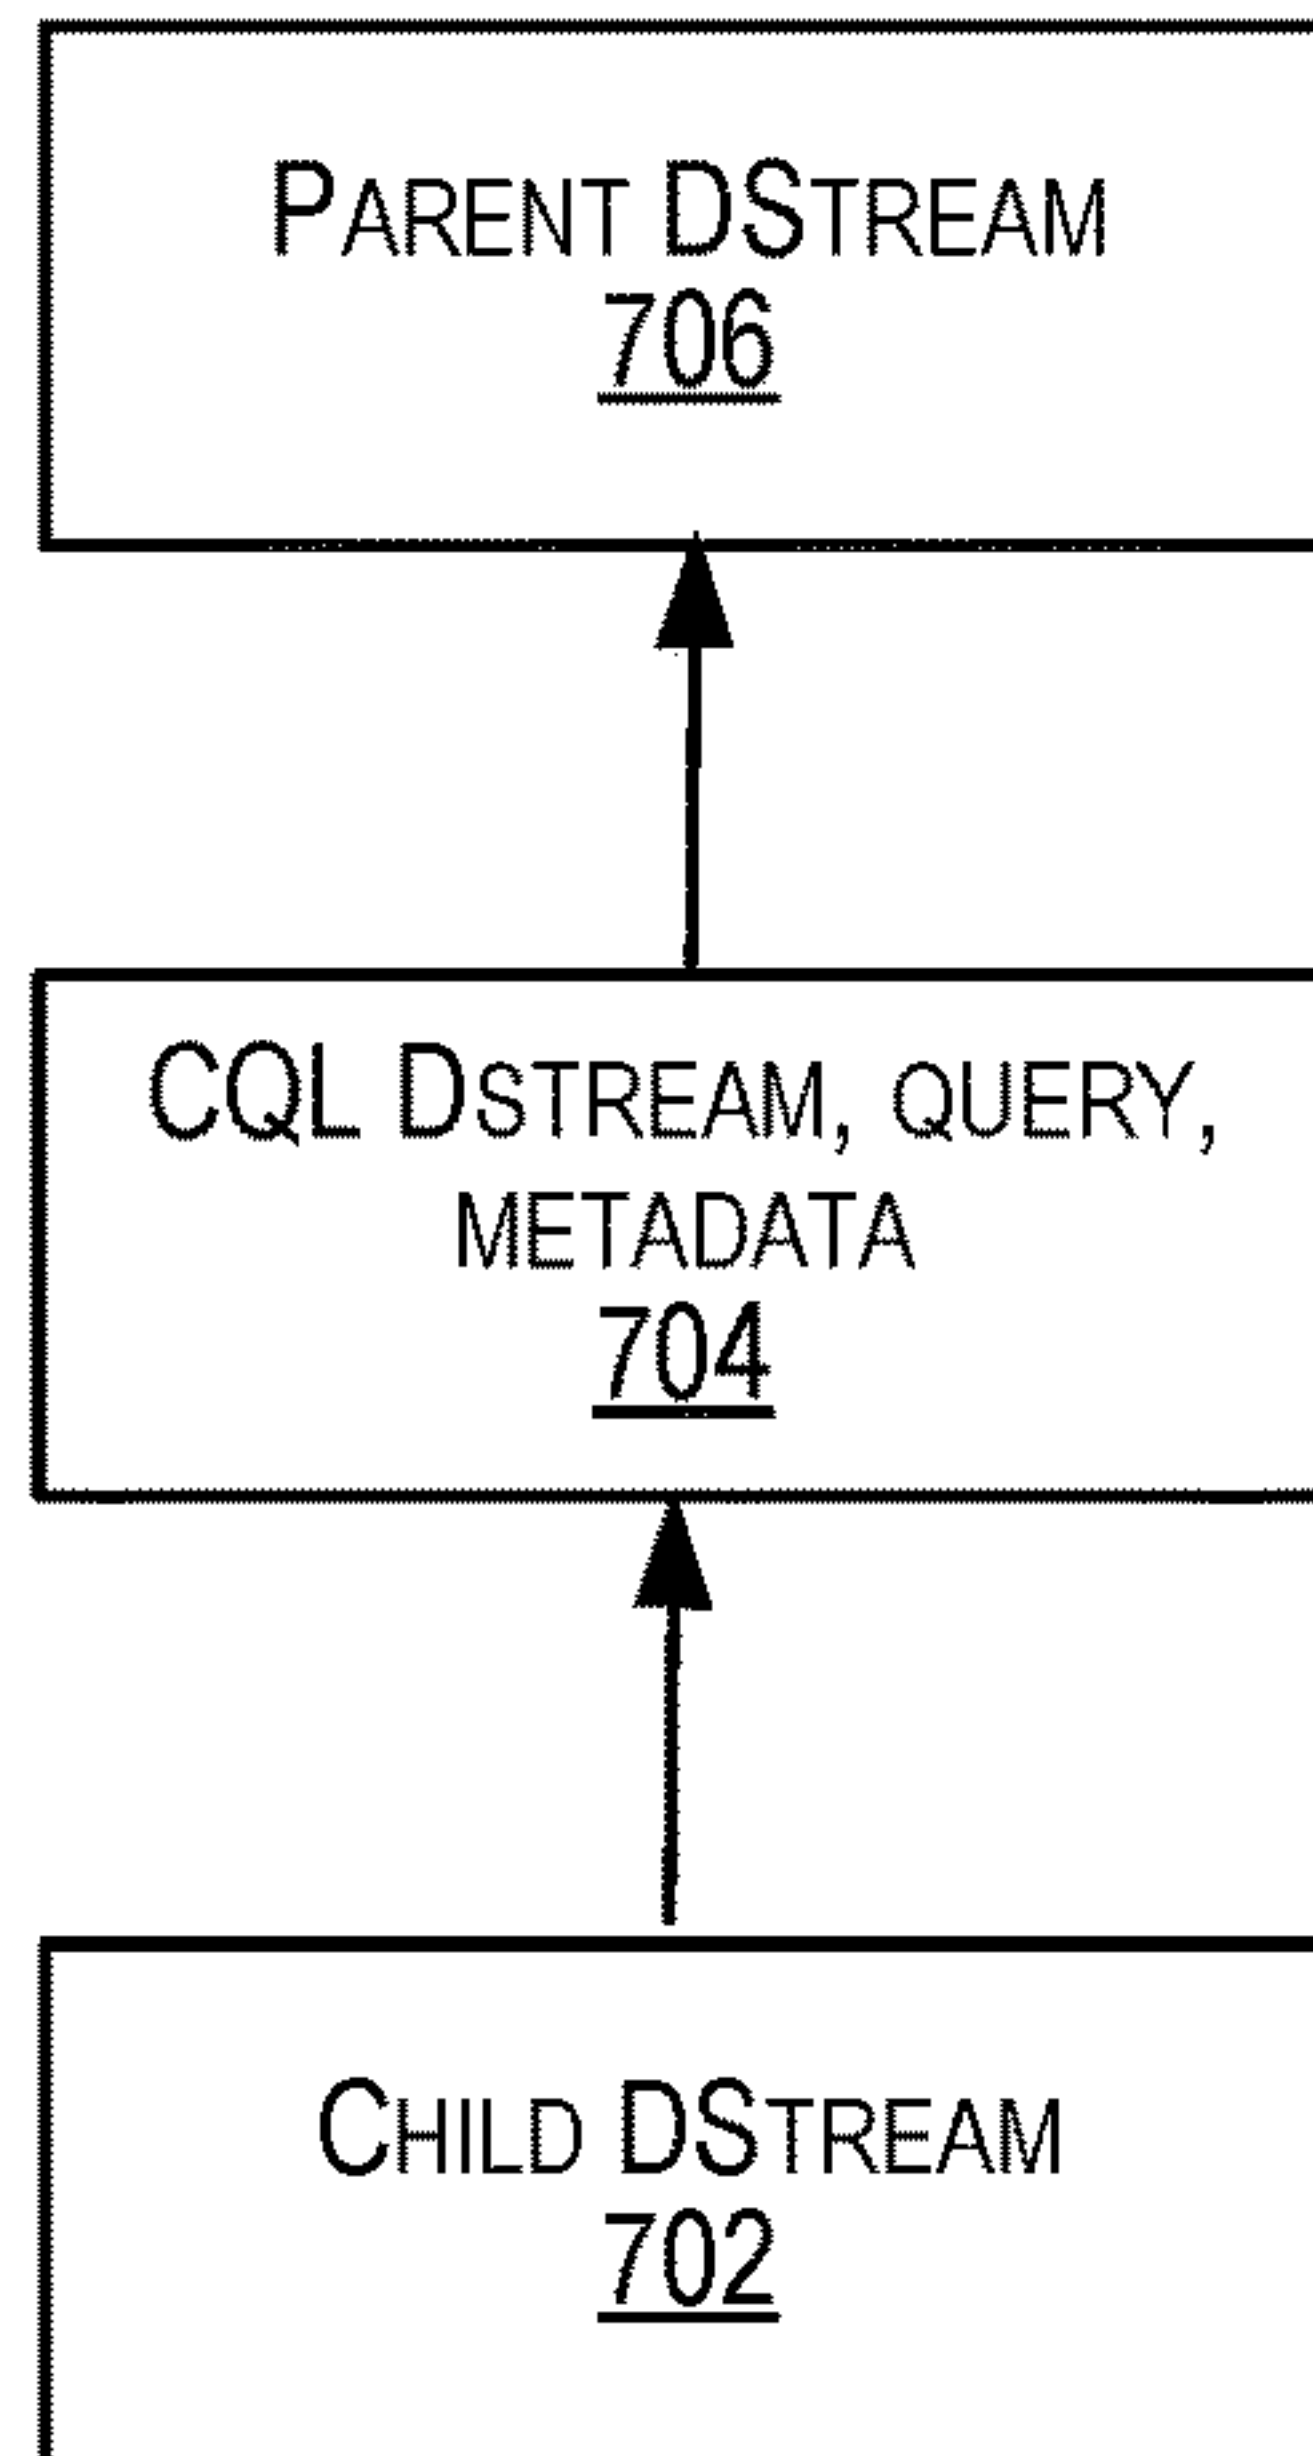 PARENT DSTREAM
706
CQL DSTREAM, QUERY,
METADATA
704
CHILD DSTREAM
702